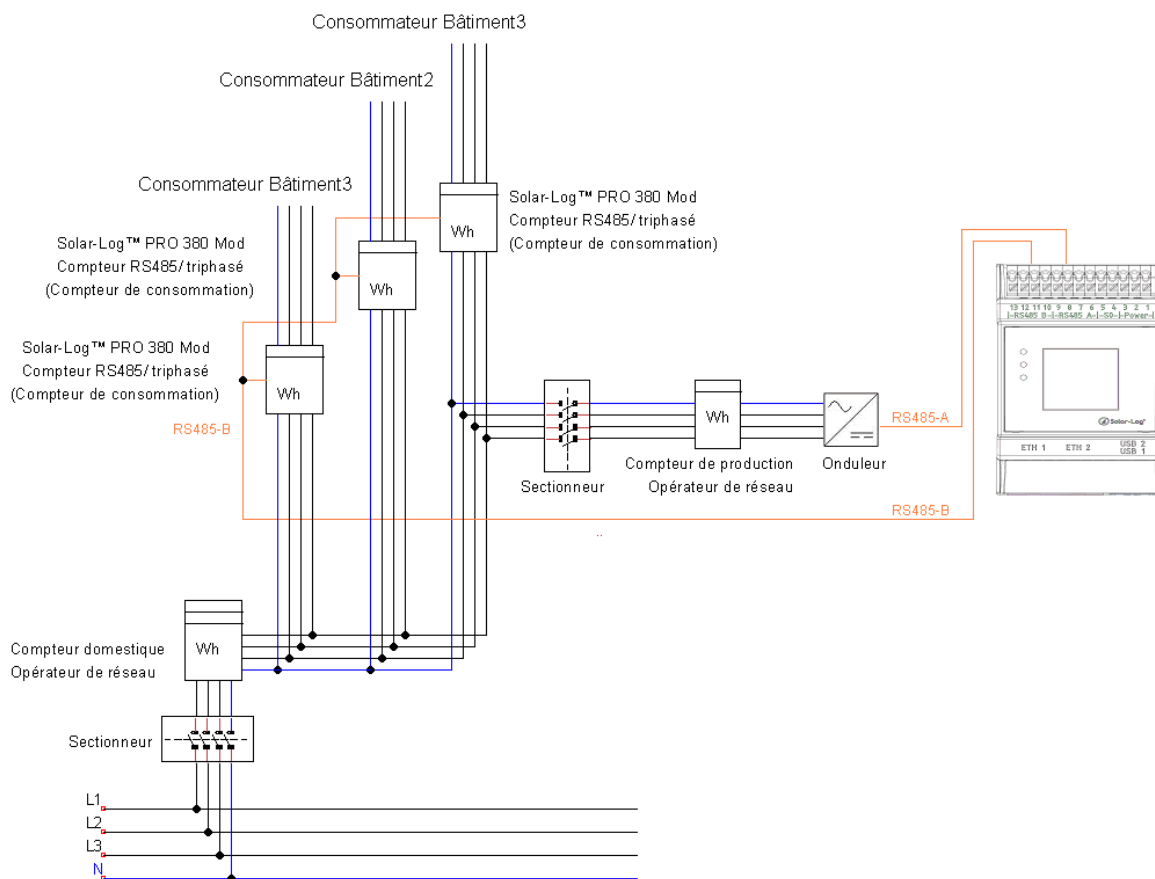 Consommateur Bâtiment3
Consommateur Bâtiment2
Consommateur Bâtiment3
Solar-Log™ PRO 380 Mod
Compteur RS485/triphasé
(Compteur de consommation)
Wh
Solar-Log™ PRO 380 Mod
Compteur RS485/triphasé
(Compteur de consommation)
Wh
Solar-Log™ PRO 380 Mod
Compteur RS485/triphasé
(Compteur de consommation)
Wh
RS485-B
13 12 11 10 9 8 7 6 5 4 3 2 1
|-RS485 B-|-RS485 A-|-S0-|-Power-|
Solar-Log®
ETH 1 ETH 2 USB 2
USB 1
Wh
RS485-A
Sectionneur
Compteur de production
Opérateur de réseau
Onduleur
RS485-B
..
Compteur domestique
Opérateur de réseau
Wh
Sectionneur
L1
L2
L3
N